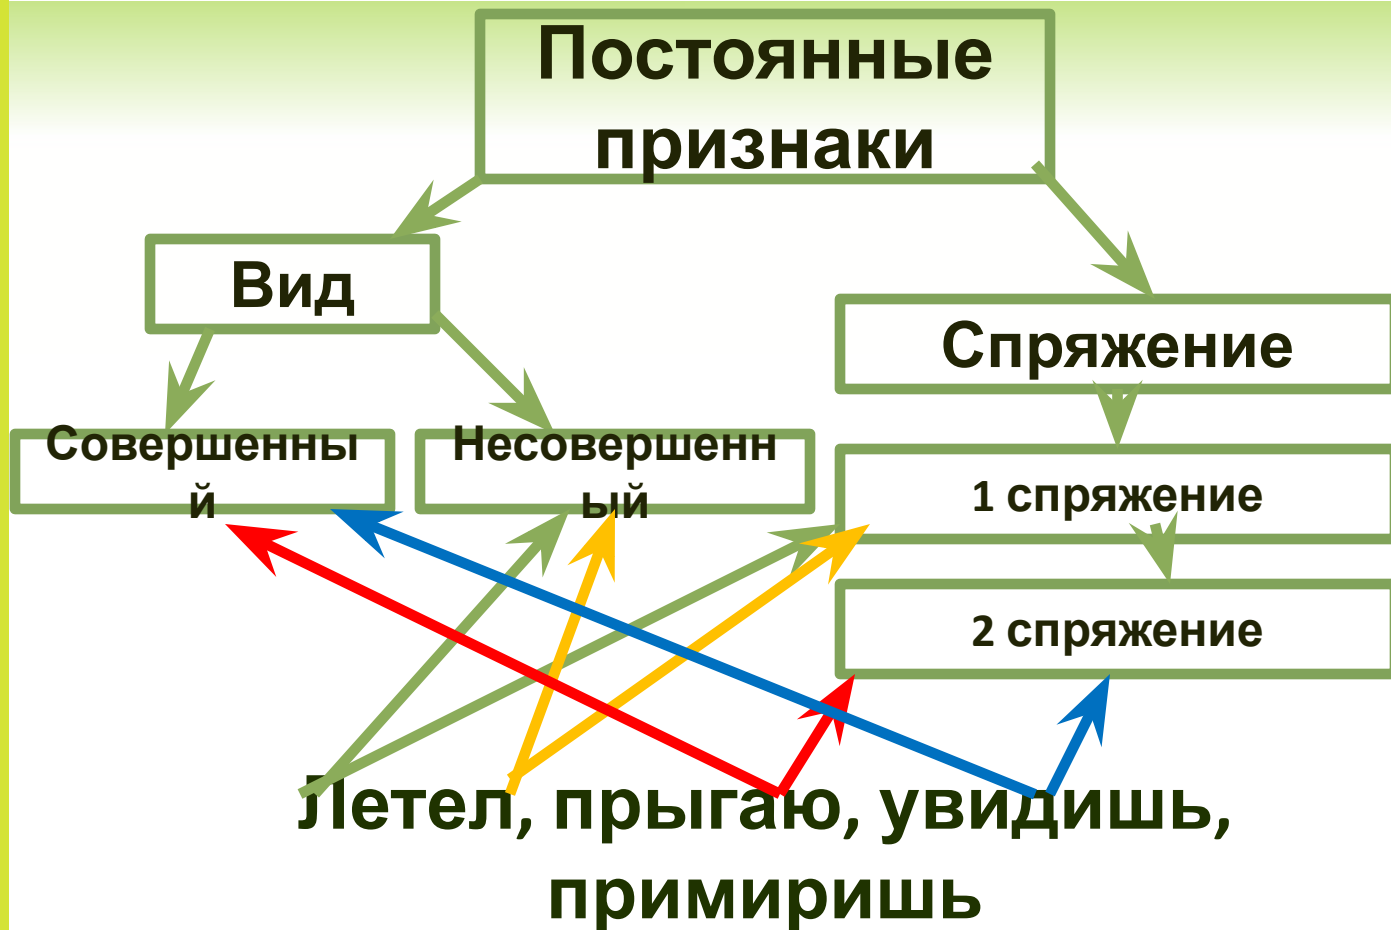 Постоянные
признаки
Вид
Спряжение
Совершенны
й
Несовершенн
ый
1 спряжение
2 спряжение
Летел, прыгаю, увидишь,
примиришь